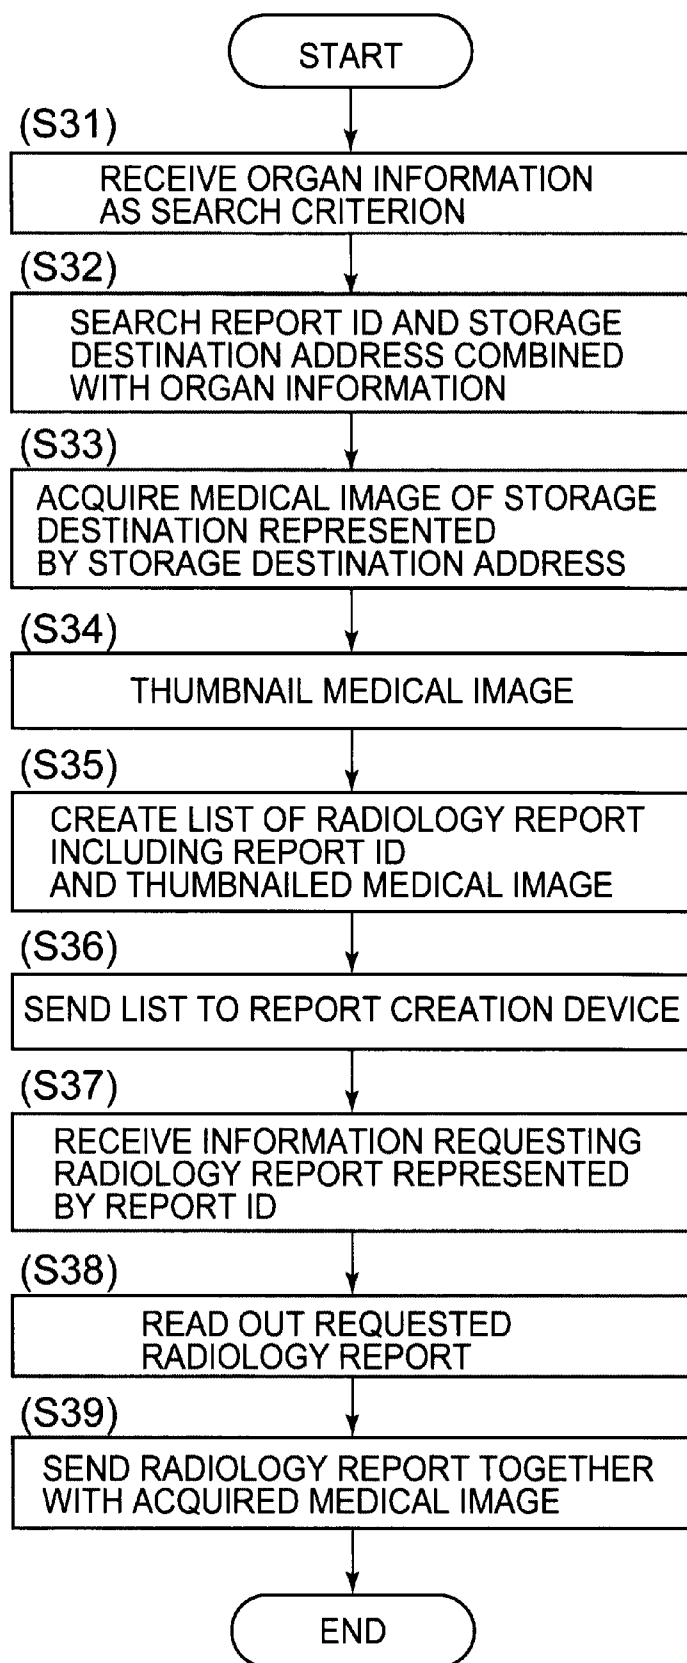 START
(S31)
RECEIVE ORGAN INFORMATION
AS SEARCH CRITERION
(S32)
SEARCH REPORT ID AND STORAGE
DESTINATION ADDRESS COMBINED
WITH ORGAN INFORMATION
(S33)
ACQUIRE MEDICAL IMAGE OF STORAGE
DESTINATION REPRESENTED
BY STORAGE DESTINATION ADDRESS
(S34)
THUMBNAIL MEDICAL IMAGE
(S35)
CREATE LIST OF RADIOLOGY REPORT
INCLUDING REPORT ID
AND THUMBNAILED MEDICAL IMAGE
(S36)
SEND LIST TO REPORT CREATION DEVICE
(S37)
RECEIVE INFORMATION REQUESTING
RADIOLOGY REPORT REPRESENTED
BY REPORT ID
(S38)
READ OUT REQUESTED
RADIOLOGY REPORT
(S39)
SEND RADIOLOGY REPORT TOGETHER
WITH ACQUIRED MEDICAL IMAGE
END